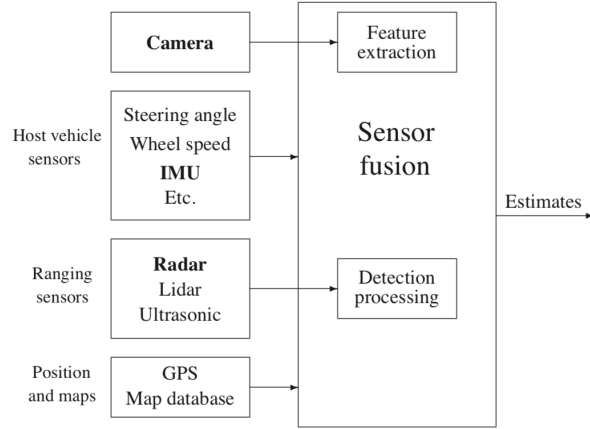 Camera
Feature
extraction
Host vehicle
sensors
Steering angle
Wheel speed
IMU
Etc.
Sensor
fusion
Estimates
Ranging
sensors
Radar
Lidar
Ultrasonic
Detection
processing
Position
and maps
GPS
Map database